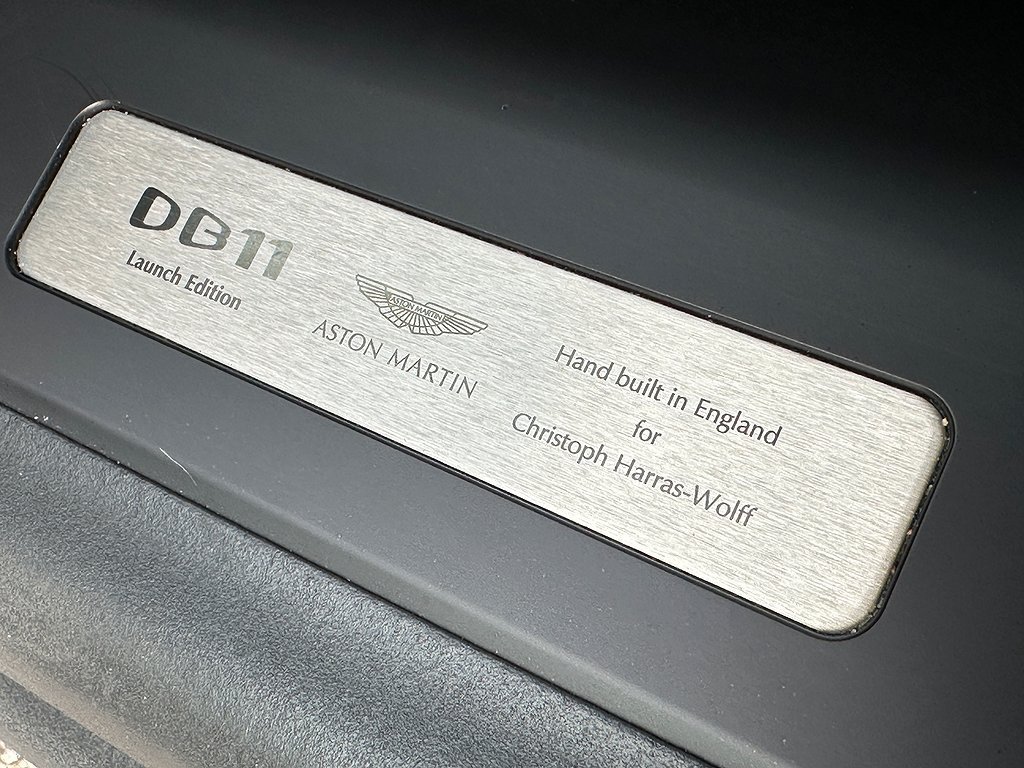 DB11
Launch Edition
ASTON MARTIN
ASTON MARTIN
Hand built in England
for
Christoph Harras-Wolff